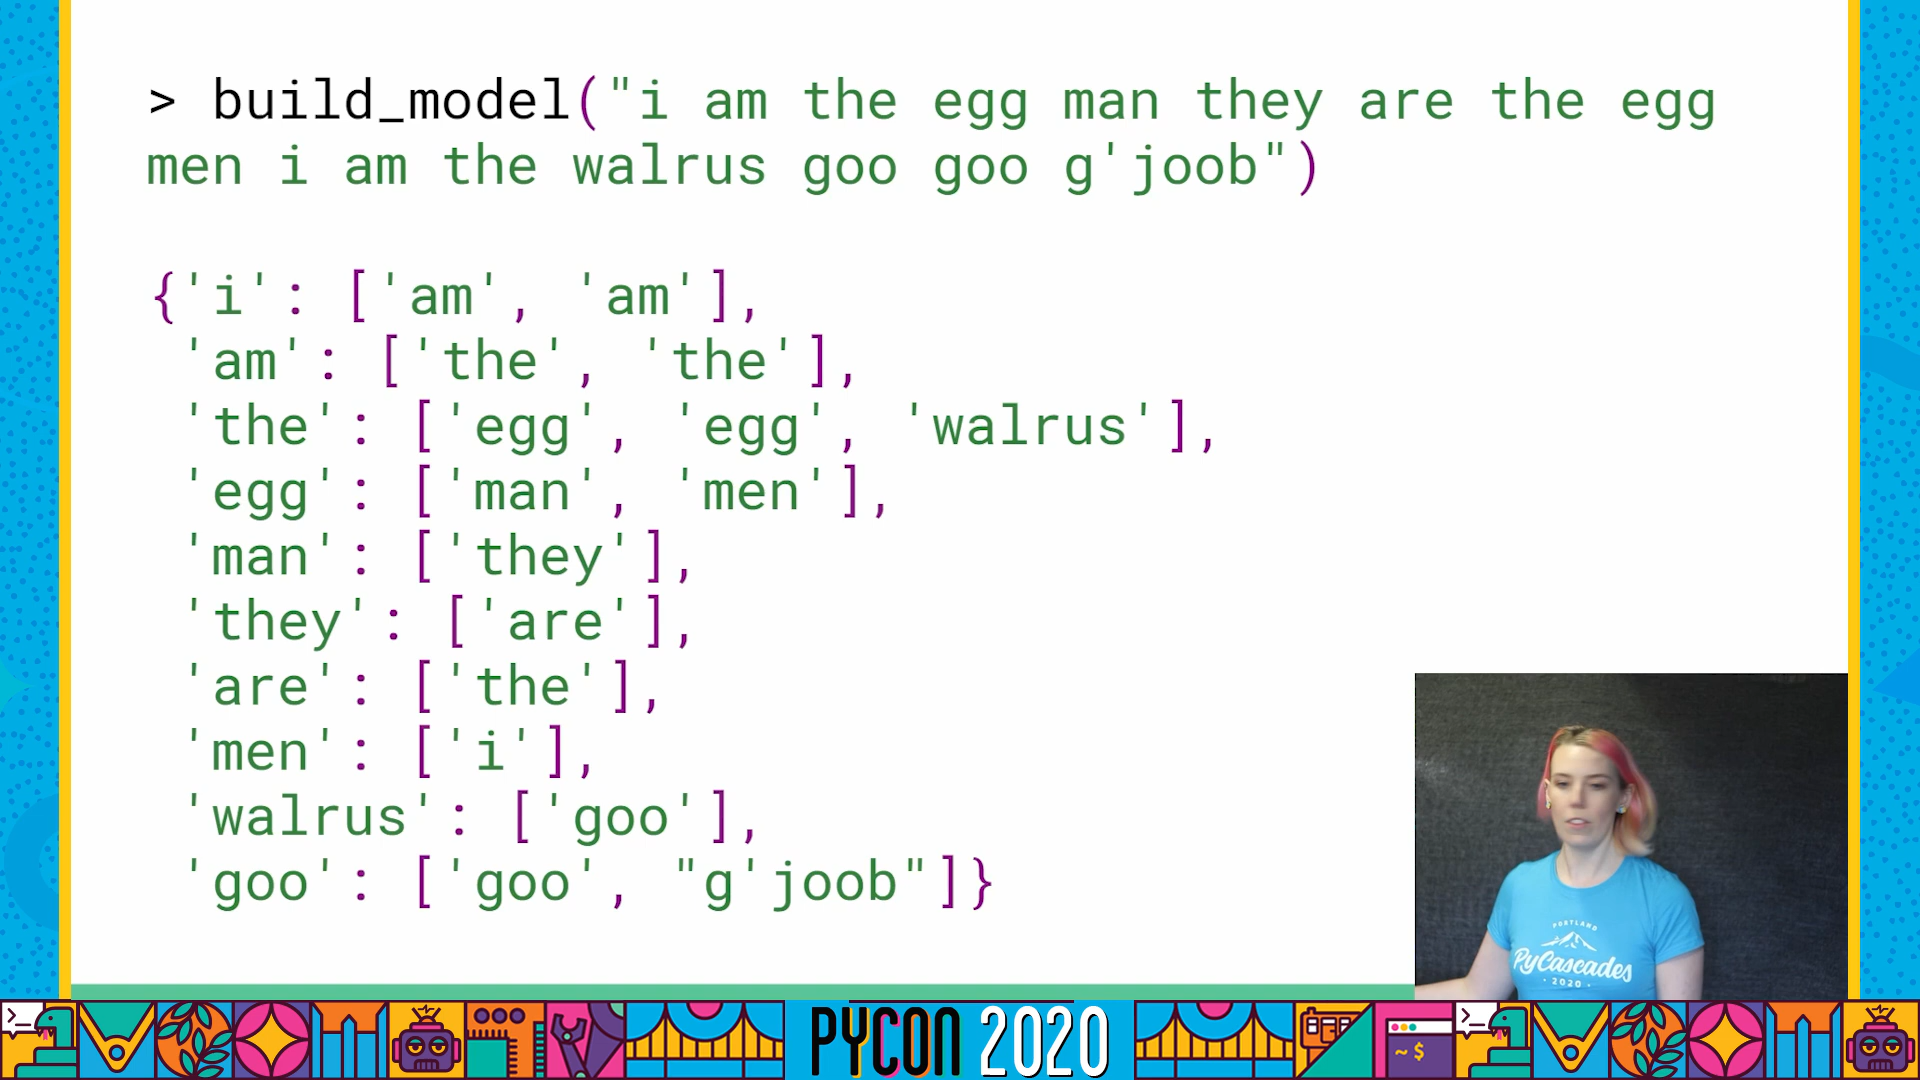 > build_model("i am the egg man they are the egg
men i am the walrus goo goo g'joob")
{'i': ['am', 'am'],
'am': ['the', 'the'],
'the': ['egg', 'egg', 'walrus'],
'egg': ['man', 'men'],
'man': ['they'],
'they': ['are'],
'are': ['the'],
'men': ['i'],
'walrus': ['goo'],
'goo': ['goo', "g'joob"]}
PORTLAND
PyCascades
· 2020 ·
>_
PYCON 2020
~ $
>_